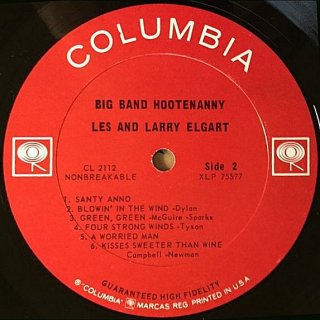 COLUMBIA
BIG BAND HOOTENANNY
LES AND LARRY ELGART
CL 2112
NONBREAKABLE
Side 2
XLP 75577
1. SANTY ANNO
2. BLOWIN' IN THE WIND -Dylan
3. GREEN, GREEN -McGuire -Sparks
4. FOUR STRONG WINDS -Tyson
5. A WORRIED MAN
6. KISSES SWEETER THAN WINE
Campbell -Newman
GUARANTEED HIGH FIDELITY
® "COLUMBIA" MARCAS REG. PRINTED IN U.S.A.